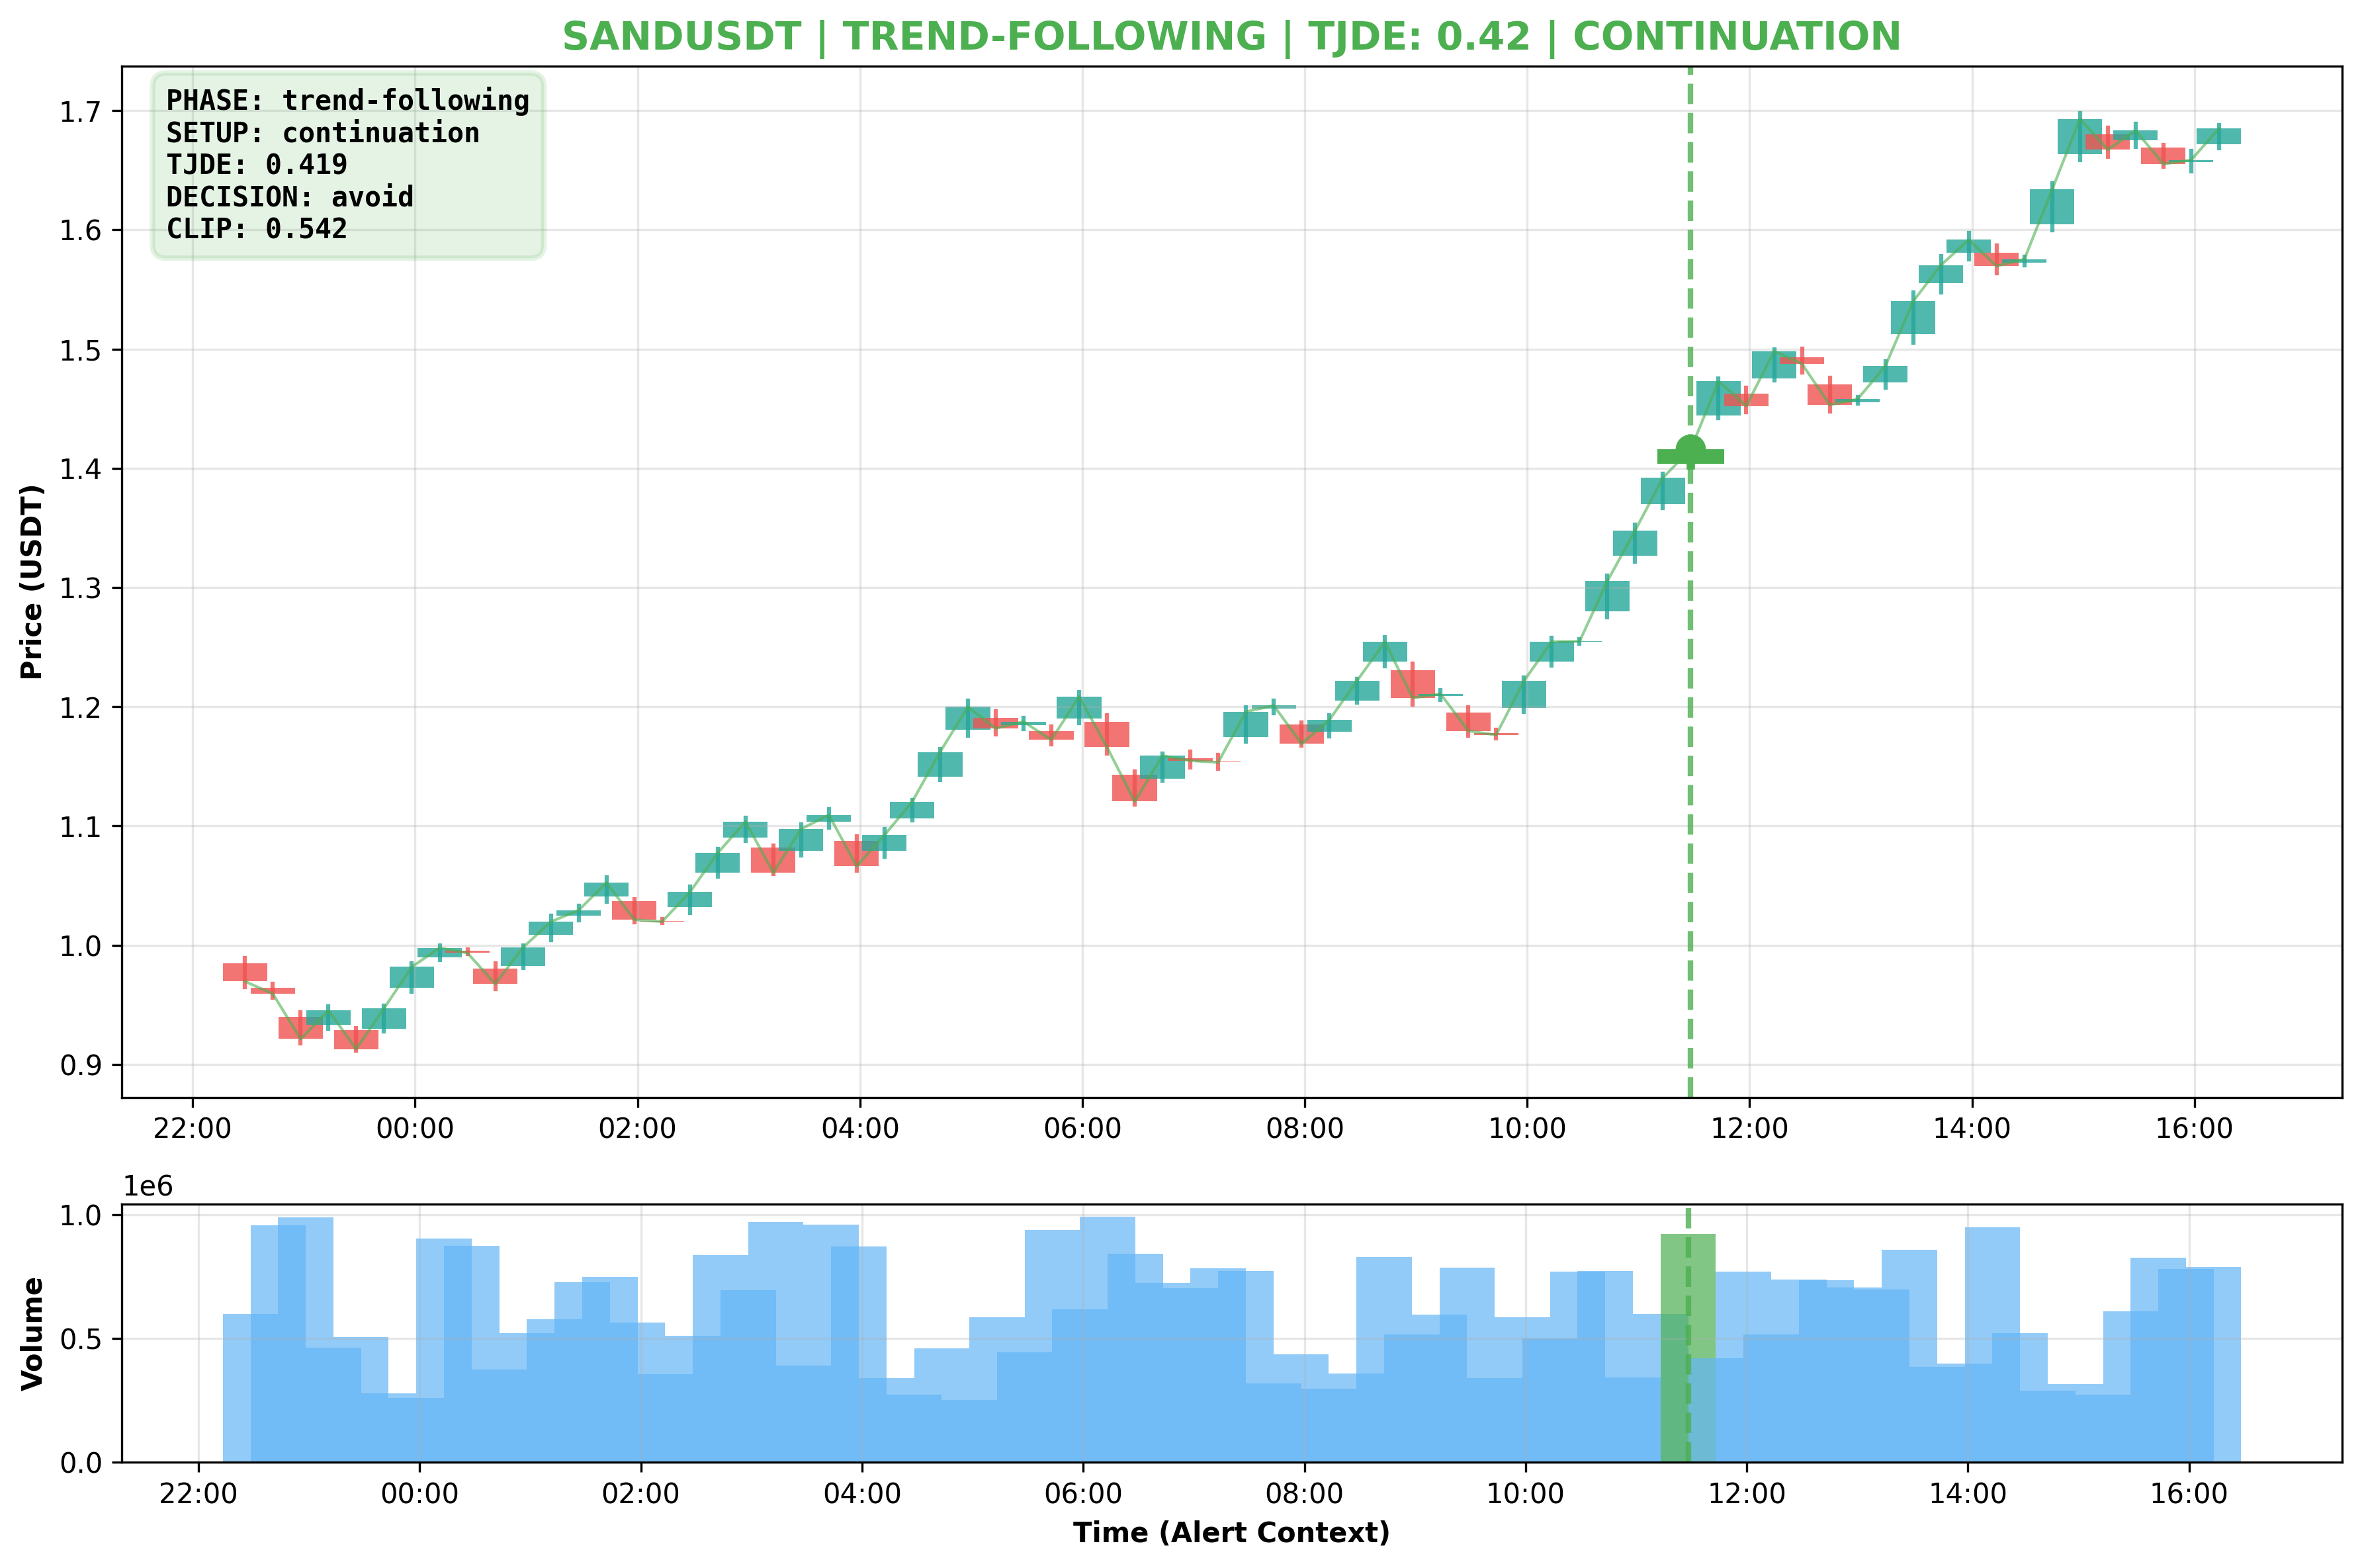 SANDUSDT | TREND-FOLLOWING | TJDE: 0.42 | CONTINUATION
PHASE: trend-following
SETUP: continuation
TJDE: 0.419
DECISION: avoid
CLIP: 0.542
Price (USDT)
1.7
1.6
1.5
1.4
1.3
1.2
1.1
1.0
0.9
22:00 00:00 02:00 04:00 06:00 08:00 10:00 12:00 14:00 16:00
1e6
Volume
1.0
0.5
0.0
22:00 00:00 02:00 04:00 06:00 08:00 10:00 12:00 14:00 16:00
Time (Alert Context)